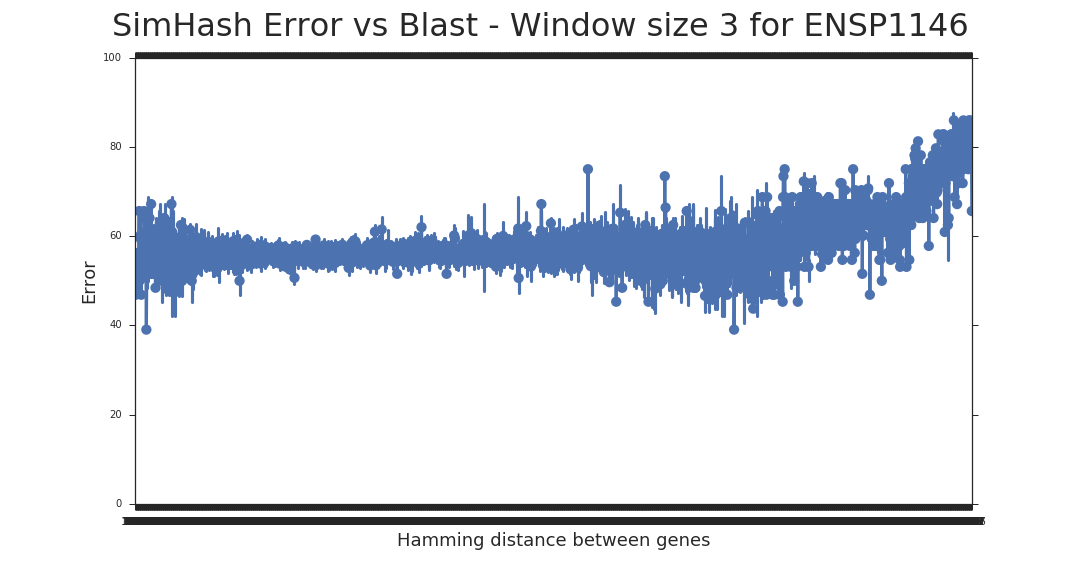 SimHash Error vs Blast - Window size 3 for ENSP1146
100
80
60
40
20
0
Error
Hamming distance between genes